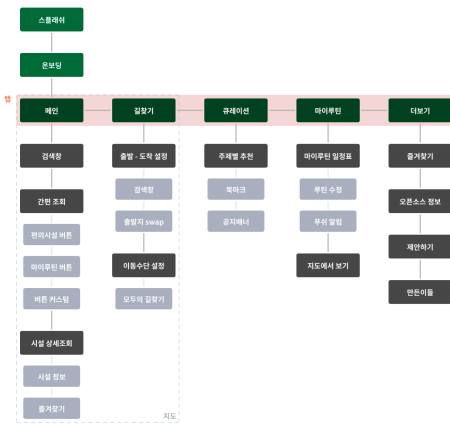 스플래쉬
온보딩
탭
메인
길찾기
큐레이션
마이루틴
더보기
검색창
출발 - 도착 설정
주제별 추천
마이루틴 일정표
즐겨찾기
검색창
북마크
루틴 수정
간편 조회
오픈소스 정보
편의시설 버튼
출발지 swap
공지배너
푸쉬 알림
제안하기
마이루틴 버튼
이동수단 설정
지도에서 보기
만든이들
버튼 커스텀
모두의 길찾기
시설 상세조회
시설 정보
즐겨찾기
지도